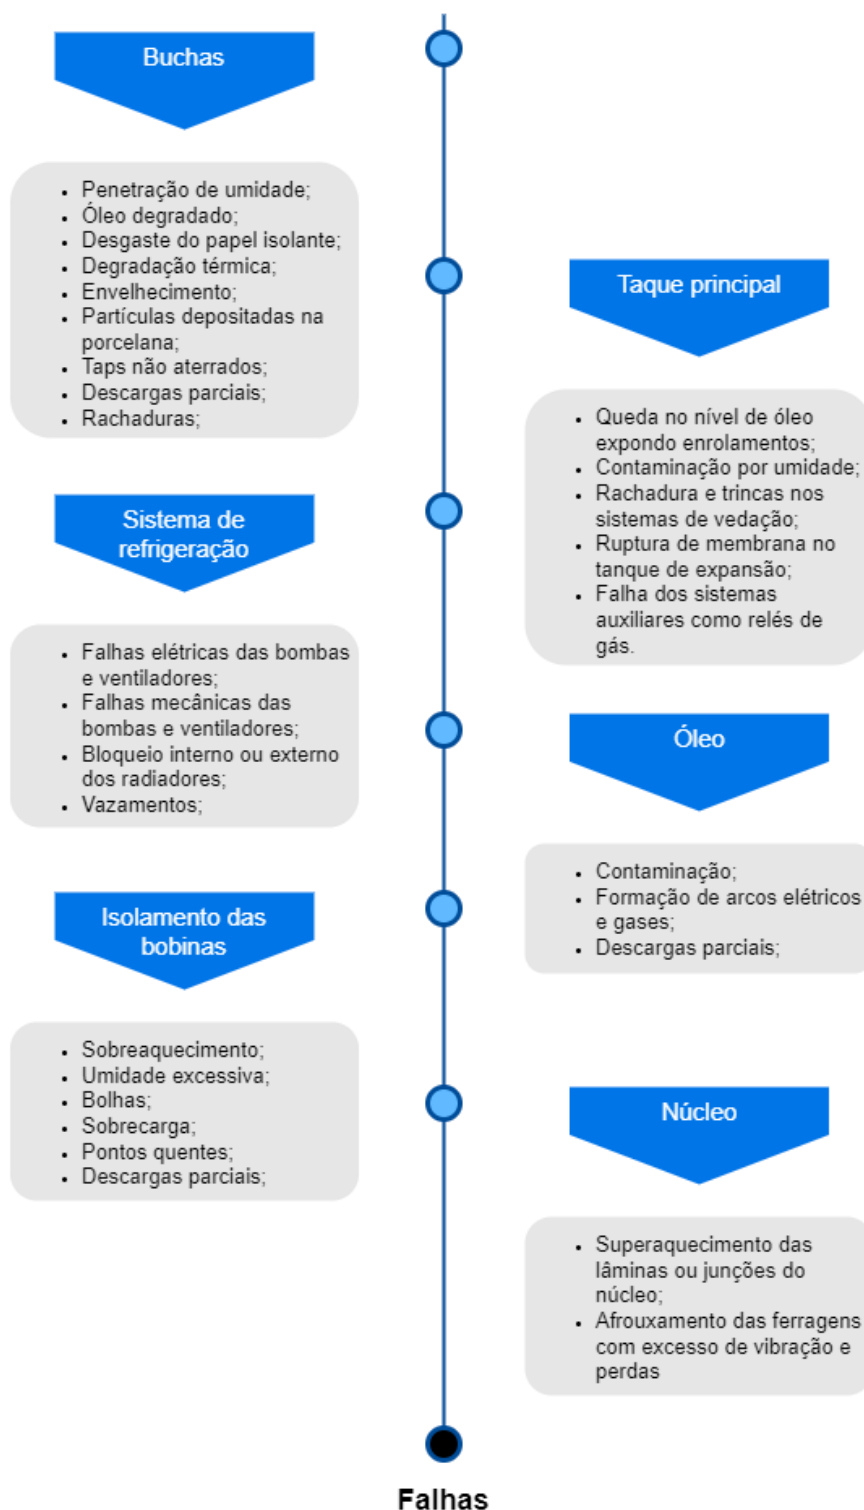 Buchas
• Penetração de umidade;
• Óleo degradado;
• Desgaste do papel isolante;
• Degradação térmica;
• Envelhecimento;
• Partículas depositadas na
porcelana;
• Taps não aterrados;
• Descargas parciais;
• Rachaduras;
Taque principal
• Queda no nível de óleo
expondo enrolamentos;
• Contaminação por umidade;
• Rachadura e trincas nos
sistemas de vedação;
• Ruptura de membrana no
tanque de expansão;
• Falha dos sistemas
auxiliares como relés de
gás.
Sistema de
refrigeração
• Falhas elétricas das bombas
e ventiladores;
• Falhas mecânicas das
bombas e ventiladores;
• Bloqueio interno ou externo
dos radiadores;
• Vazamentos;
Óleo
• Contaminação;
• Formação de arcos elétricos
e gases;
• Descargas parciais;
Isolamento das
bobinas
• Sobreaquecimento;
• Umidade excessiva;
• Bolhas;
• Sobrecarga;
• Pontos quentes;
• Descargas parciais;
Núcleo
• Superaquecimento das
lâminas ou junções do
núcleo;
• Afrouxamento das ferragens
com excesso de vibração e
perdas
Falhas